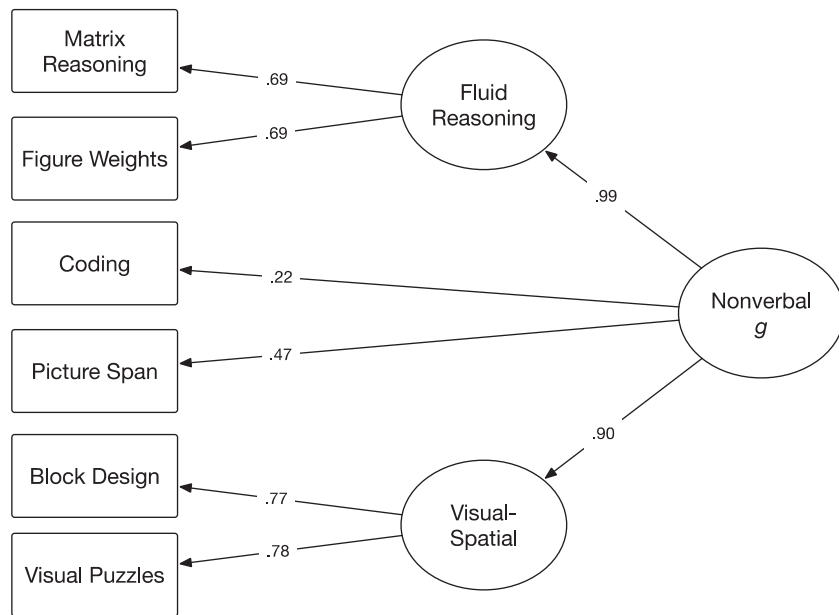 Matrix
Reasoning
.69
Fluid
Reasoning
.69
Figure Weights
.99
Coding
.22
Nonverbal
g
.47
Picture Span
.90
Block Design
.77
Visual-
Spatial
.78
Visual Puzzles